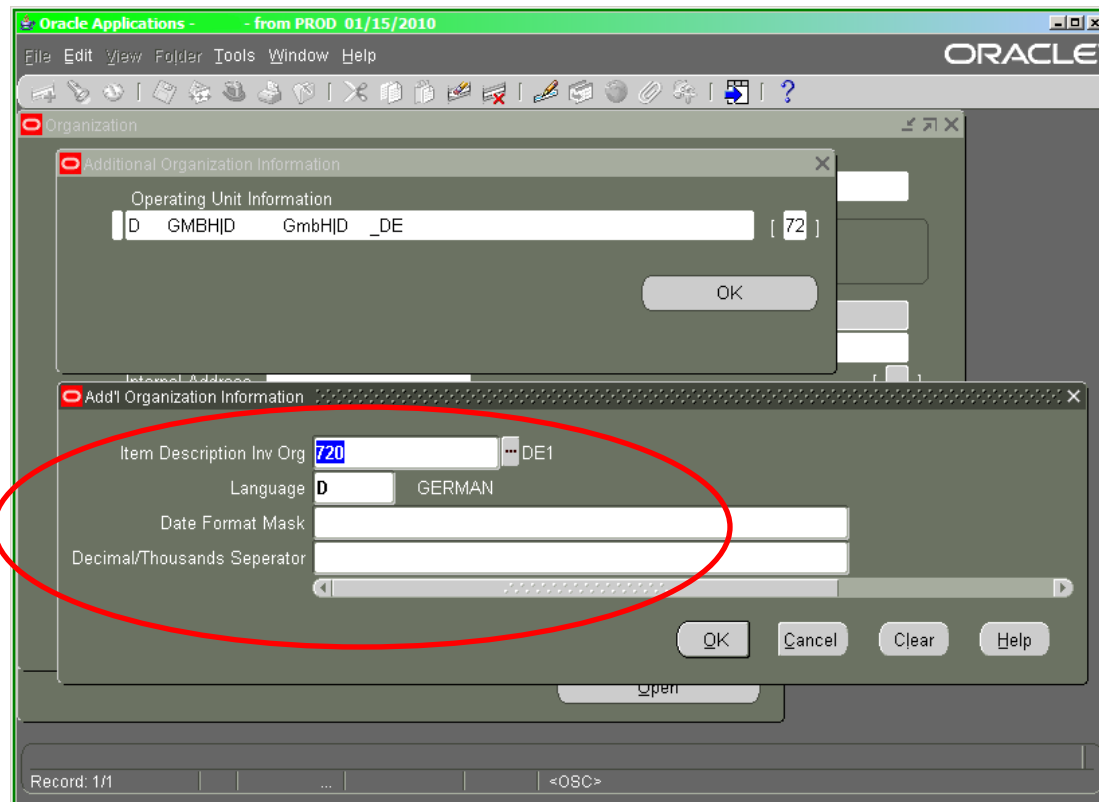 Oracle Applications - - from PROD 01/15/2010
File Edit View Folder Tools Window Help
ORACLE
Organization
Additional Organization Information
Operating Unit Information
D GMBH|D GmbH|D _DE [ 72 ]
OK
Internal Address [ ]
Add'l Organization Information
Item Description Inv Org 720 DE1
Language D GERMAN
Date Format Mask
Decimal/Thousands Seperator
OK Cancel Clear Help
Open
Record: 1/1 ... <OSC>